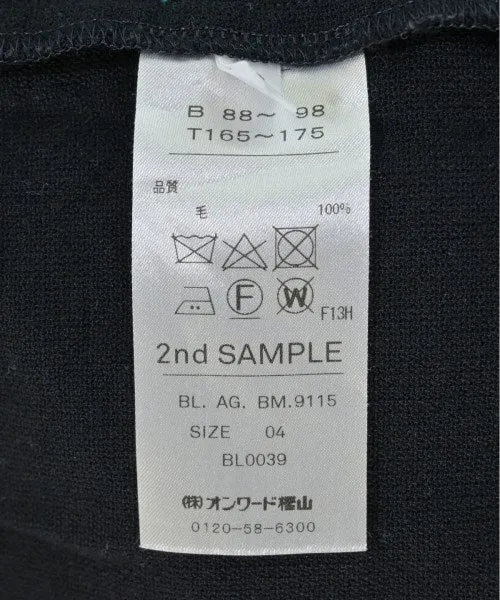 B 88～ 98
T165～175
品質
毛 100%
F W F13H
2nd SAMPLE
BL. AG. BM.9115
SIZE 04
BL0039
(株)オンワード樫山
0120-58-6300